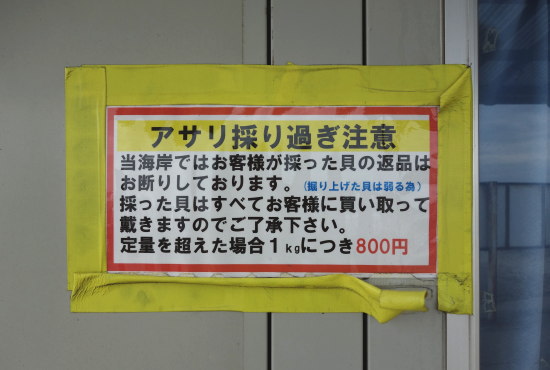 アサリ採り過ぎ注意
当海岸ではお客様が採った貝の返品は
お断りしております。(掘り上げた貝は弱る為)
採った貝はすべてお客様に買い取って
戴きますのでご了承下さい。
定量を超えた場合1kgにつき800円